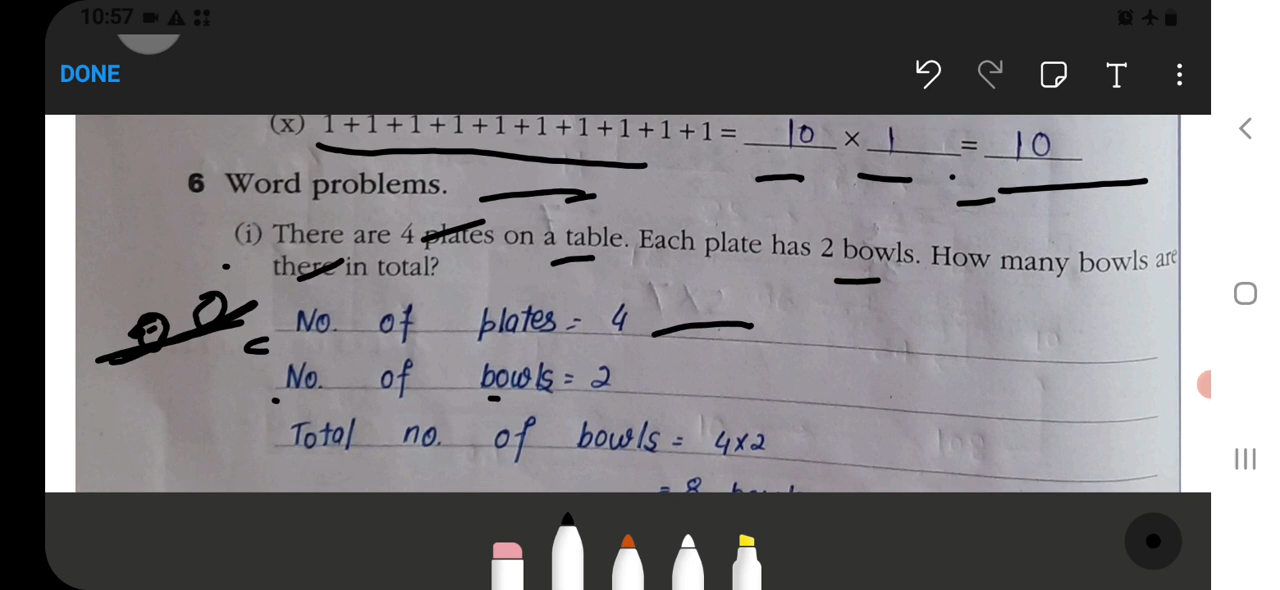 10:57
DONE
T
(x) 1+1+1+1+1+1+1+1+1+1= 10 × 1 = 10
6 Word problems.
(i) There are 4 plates on a table. Each plate has 2 bowls. How many bowls are
there in total?
No. of plates = 4
No. of bowls = 2
Total no. of bowls = 4×2
= 8